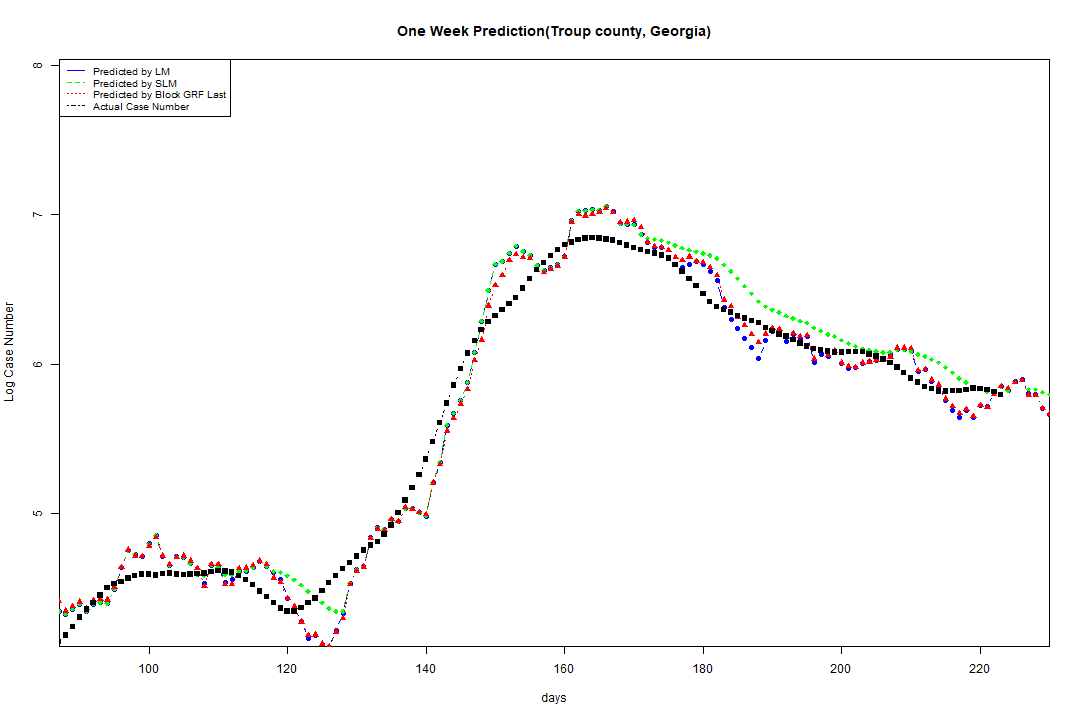 One Week Prediction(Troup county, Georgia)
Predicted by LM
Predicted by SLM
Predicted by Block GRF Last
Actual Case Number
8
7
6
5
Log Case Number
100 120 140 160 180 200 220
days